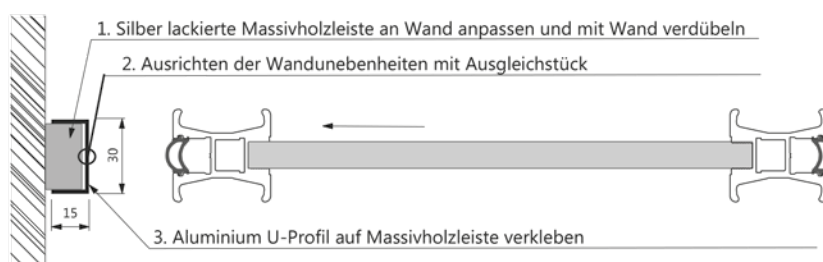 1. Silber lackierte Massivholzleiste an Wand anpassen und mit Wand verdübeln
2. Ausrichten der Wandunebenheiten mit Ausgleichstück
30
15
3. Aluminium U-Profil auf Massivholzleiste verkleben